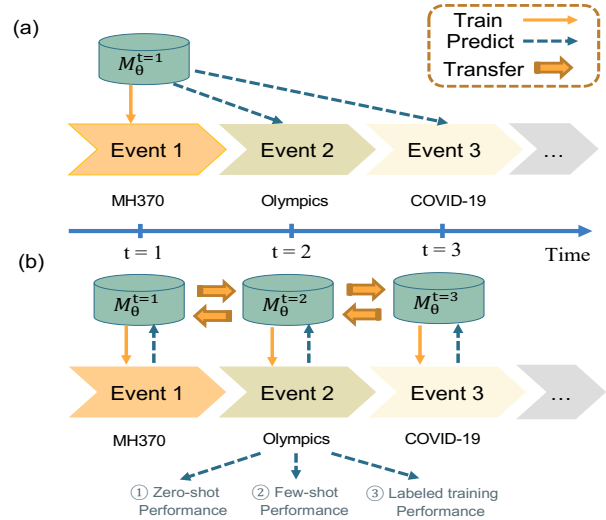 (a)
M_θ^{t=1}
Train
Predict
Transfer
Event 1 Event 2 Event 3 ...
MH370 Olympics COVID-19
t = 1 t = 2 t = 3 Time
(b)
M_θ^{t=1} M_θ^{t=2} M_θ^{t=3}
Event 1 Event 2 Event 3 ...
MH370 Olympics COVID-19
① Zero-shot
Performance
② Few-shot
Performance
③ Labeled training
Performance